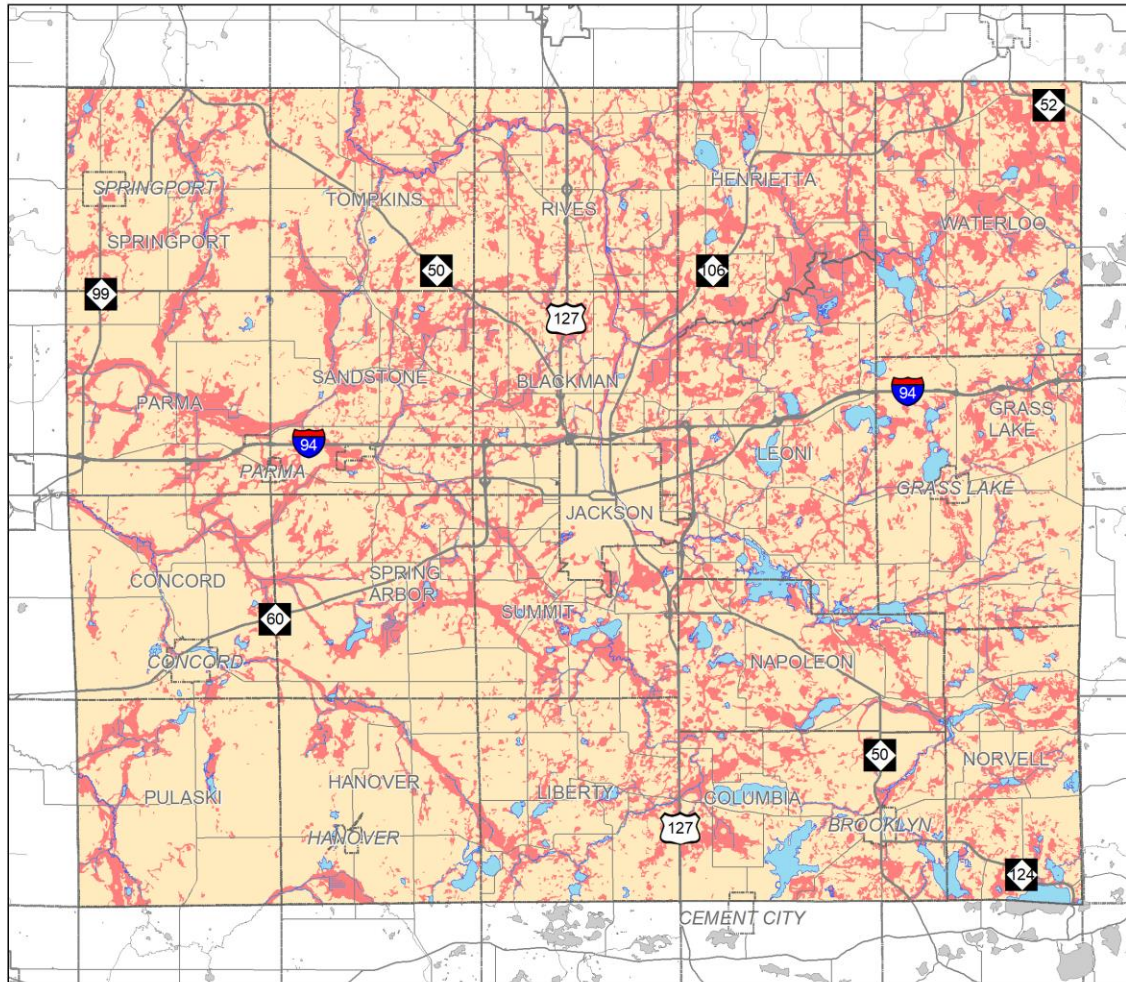 52
SPRINGPORT
TOMPKINS
RIVES
HENRIETTA
WATERLOO
SPRINGPORT
99
50
106
127
PARMA
SANDSTONE
BLACKMAN
94
GRASS
LAKE
94
PARMA
LEONI
GRASS LAKE
JACKSON
CONCORD
SPRING
ARBOR
SUMMIT
60
CONCORD
NAPOLEON
50
NORVELL
PULASKI
HANOVER
LIBERTY
COLUMBIA
HANOVER
127
BROOKLYN
124
CEMENT CITY